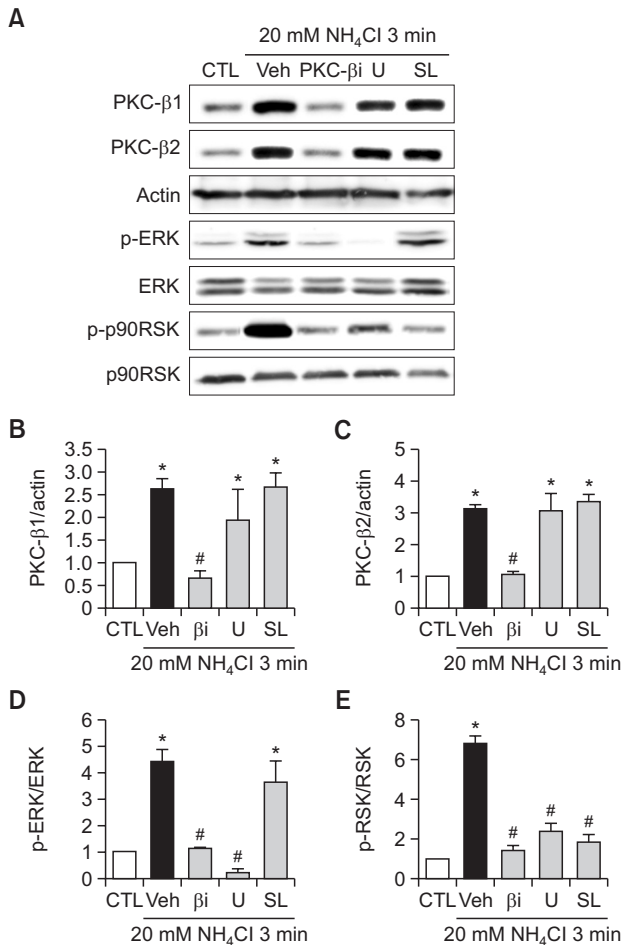 A
20 mM NH₄Cl 3 min
CTL Veh PKC-βi U SL
PKC-β1
PKC-β2
Actin
p-ERK
ERK
p-p90RSK
p90RSK
B
PKC-β1/actin
3.5
3.0
2.5
2.0
1.5
1.0
0.5
0
* # * *
CTL Veh βi U SL
20 mM NH₄Cl 3 min
C
PKC-β2/actin
5
4
3
2
1
0
* # * *
CTL Veh βi U SL
20 mM NH₄Cl 3 min
D
p-ERK/ERK
6
5
4
3
2
1
0
* # # *
CTL Veh βi U SL
20 mM NH₄Cl 3 min
E
p-RSK/RSK
8
6
4
2
0
* # # #
CTL Veh βi U SL
20 mM NH₄Cl 3 min